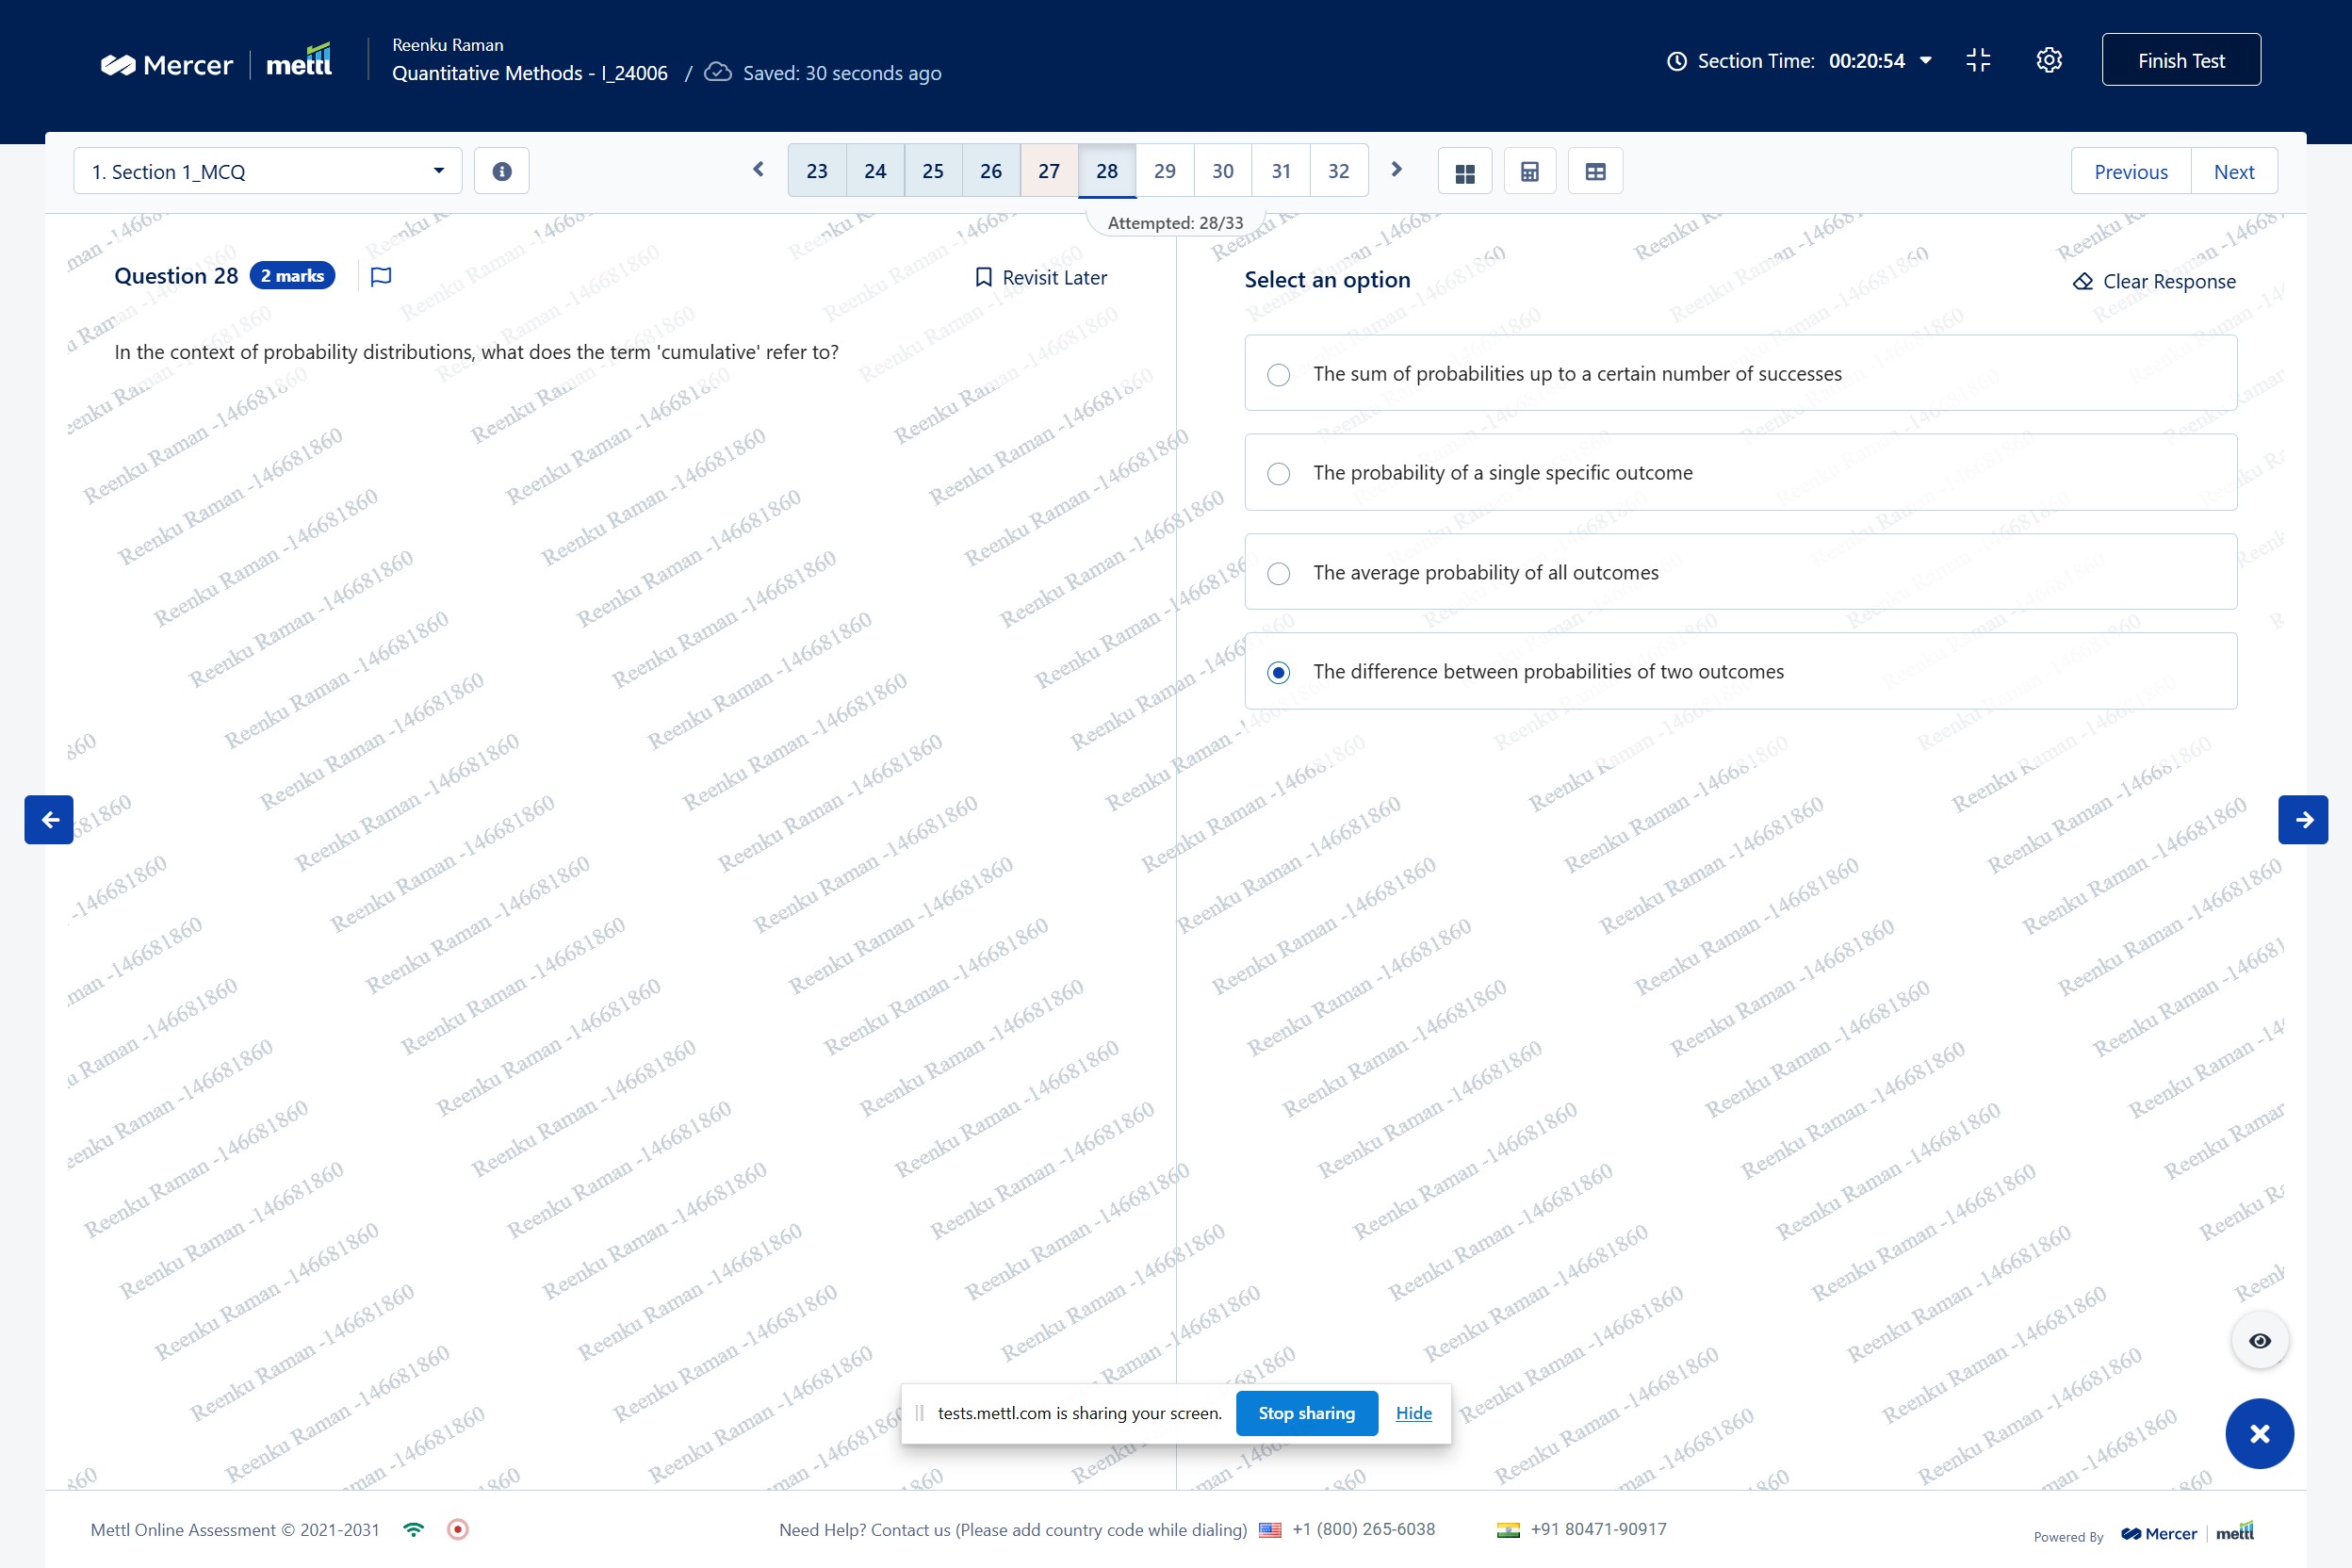 Mercer | mettl
Reenku Raman
Quantitative Methods - I_24006 / Saved: 30 seconds ago
Section Time: 00:20:54
Finish Test
1. Section 1_MCQ
23 24 25 26 27 28 29 30 31 32
Previous Next
Attempted: 28/33
Question 28 2 marks
Revisit Later
In the context of probability distributions, what does the term 'cumulative' refer to?
Select an option
Clear Response
The sum of probabilities up to a certain number of successes
The probability of a single specific outcome
The average probability of all outcomes
The difference between probabilities of two outcomes
Reenku Raman -146681860
tests.mettl.com is sharing your screen. Stop sharing Hide
Mettl Online Assessment © 2021-2031
Need Help? Contact us (Please add country code while dialing) +1 (800) 265-6038 +91 80471-90917
Powered By Mercer | mettl